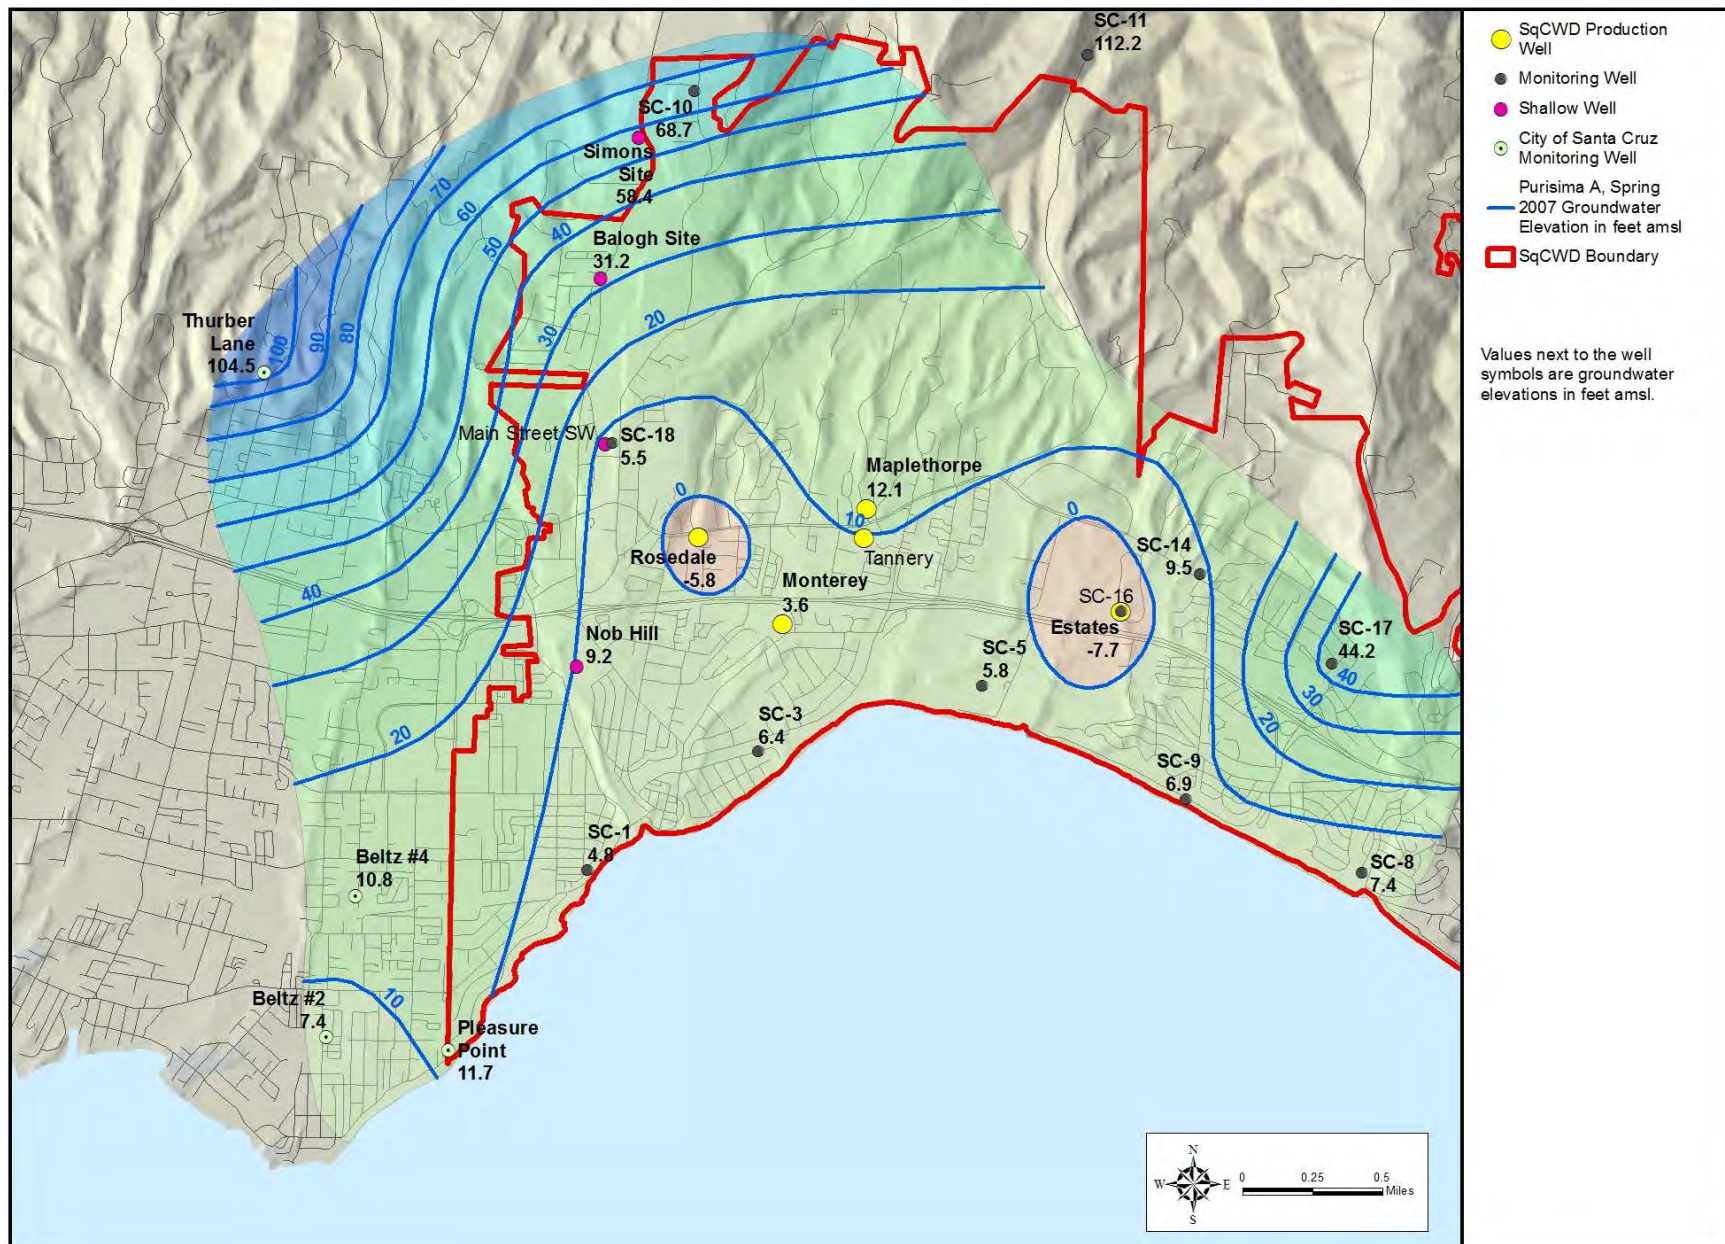 SC-11
112.2
SC-10
68.7
Simons
Site
58.4
70
60
50
40
Balogh Site
31.2
30
20
Thurber
Lane
104.5
100
90
80
Main Street SW
SC-18
5.5
Maplethorpe
12.1
10
Tannery
0
Rosedale
-5.8
Monterey
3.6
0
SC-14
9.5
SC-16
Estates
-7.7
SC-17
44.2
40
30
20
40
Nob Hill
9.2
SC-5
5.8
20
SC-3
6.4
SC-9
6.9
SC-1
4.8
SC-8
7.4
Beltz #4
10.8
Beltz #2
7.4
10
Pleasure
Point
11.7
N
W
E
S
0
0.25
0.5
Miles
SqCWD Production
Well
Monitoring Well
Shallow Well
City of Santa Cruz
Monitoring Well
Purisima A, Spring
2007 Groundwater
Elevation in feet amsl
SqCWD Boundary
Values next to the well
symbols are groundwater
elevations in feet amsl.